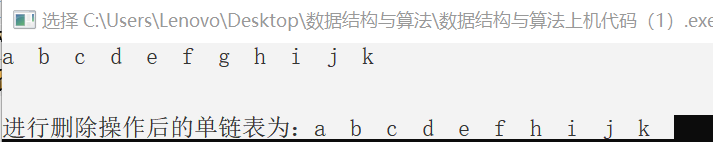 选择 C:\Users\Lenovo\Desktop\数据结构与算法\数据结构与算法上机代码（1）.exe
a b c d e f g h i j k
进行删除操作后的单链表为：a b c d e f h i j k